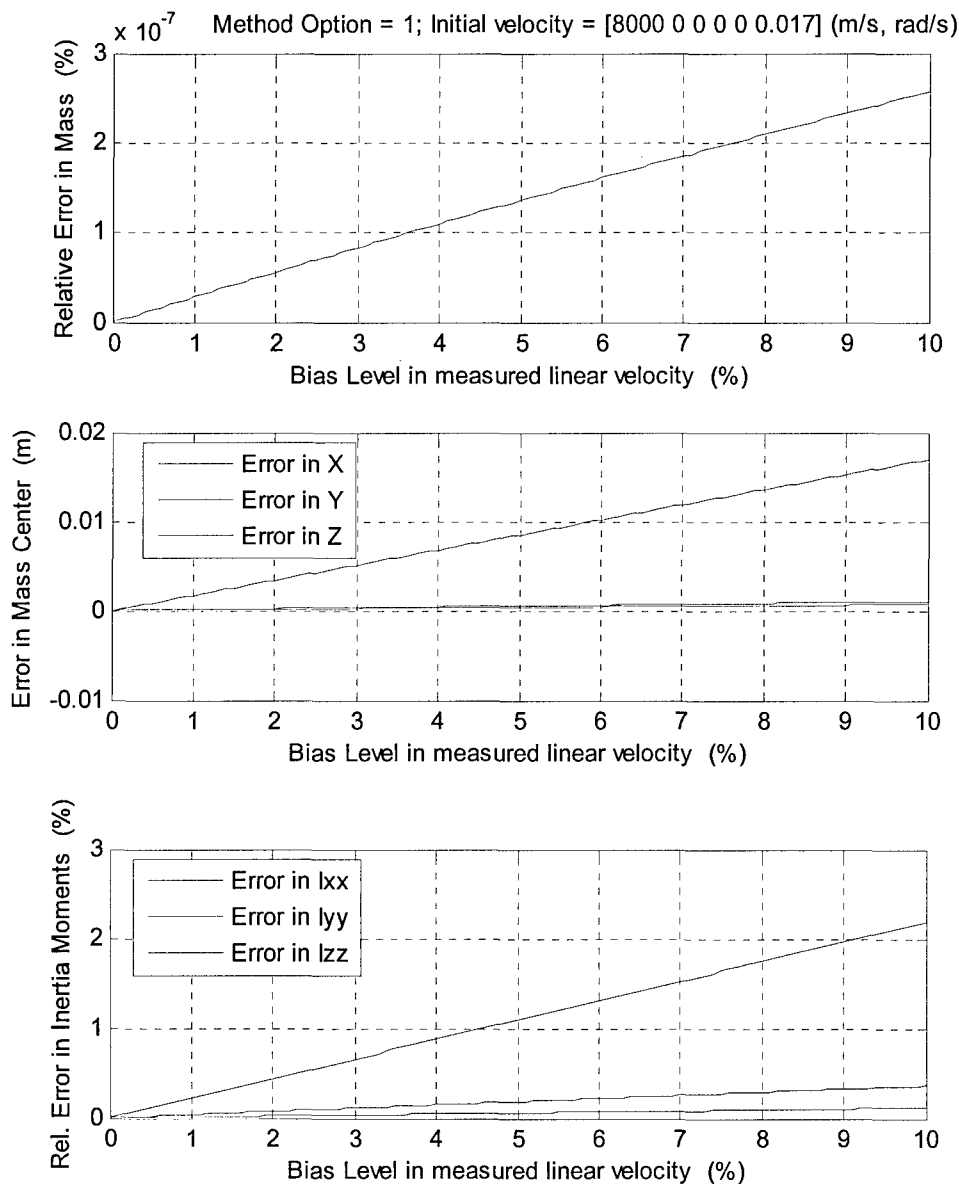 Method Option = 1; Initial velocity = [8000 0 0 0 0 0.017] (m/s, rad/s)
x 10^-7
Relative Error in Mass (%)
3
2
1
0
0 1 2 3 4 5 6 7 8 9 10
Bias Level in measured linear velocity (%)
Error in Mass Center (m)
0.02
0.01
0
-0.01
Error in X
Error in Y
Error in Z
0 1 2 3 4 5 6 7 8 9 10
Bias Level in measured linear velocity (%)
Rel. Error in Inertia Moments (%)
3
2
1
0
Error in Ixx
Error in Iyy
Error in Izz
0 1 2 3 4 5 6 7 8 9 10
Bias Level in measured linear velocity (%)